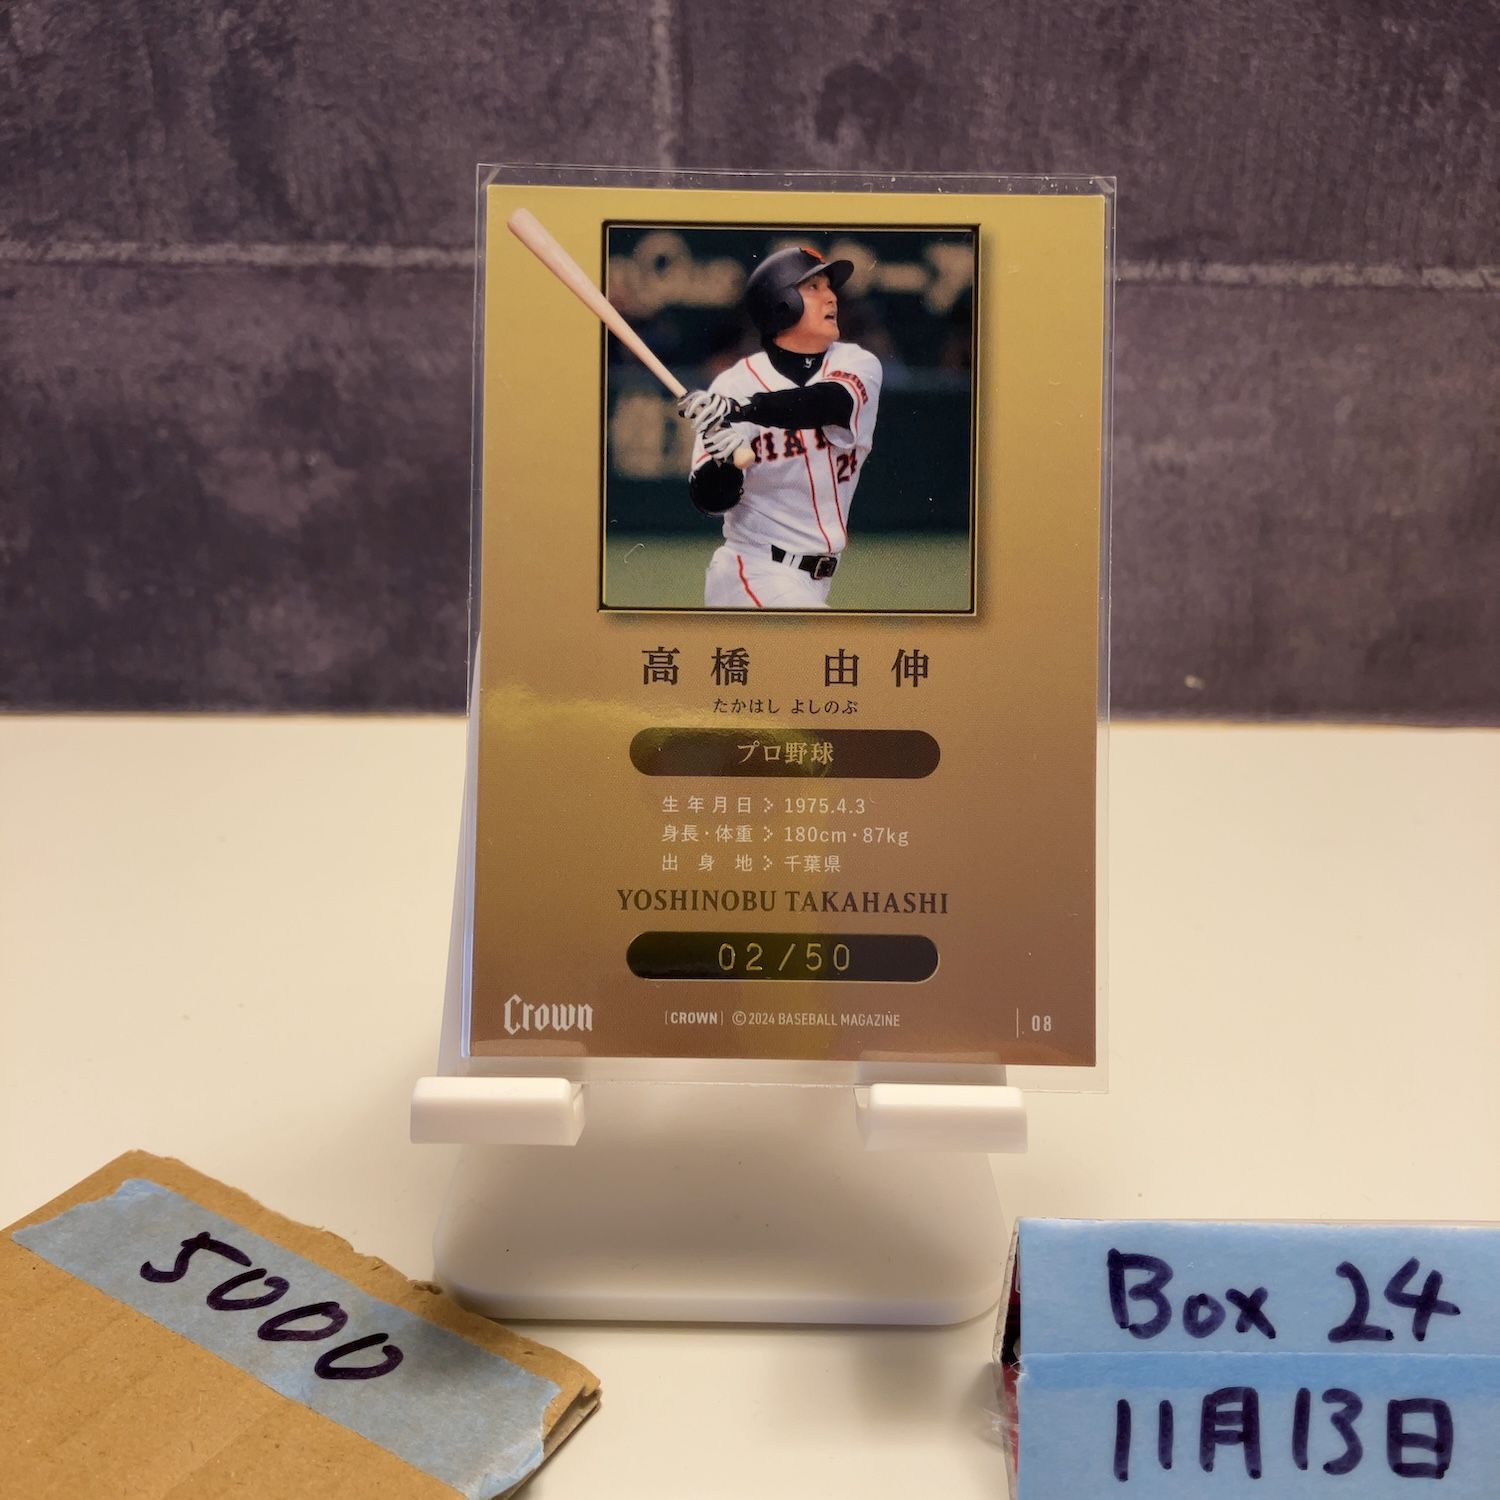 24
高橋 由伸
たかはし よしのぶ
プロ野球
生年月日 1975.4.3
身長・体重 180cm・87kg
出身地 千葉県
YOSHINOBU TAKAHASHI
02/50
Crown [CROWN] ©2024 BASEBALL MAGAZINE 08
5000
Box 24
11月13日